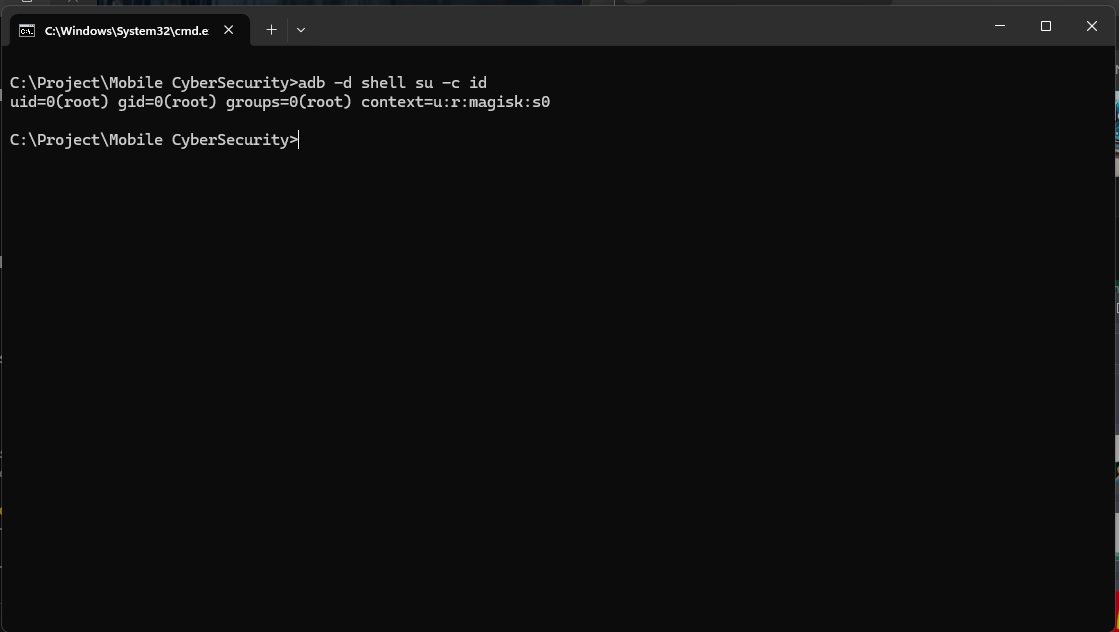 C:\Windows\System32\cmd.e
C:\Project\Mobile CyberSecurity>adb -d shell su -c id
uid=0(root) gid=0(root) groups=0(root) context=u:r:magisk:s0
C:\Project\Mobile CyberSecurity>